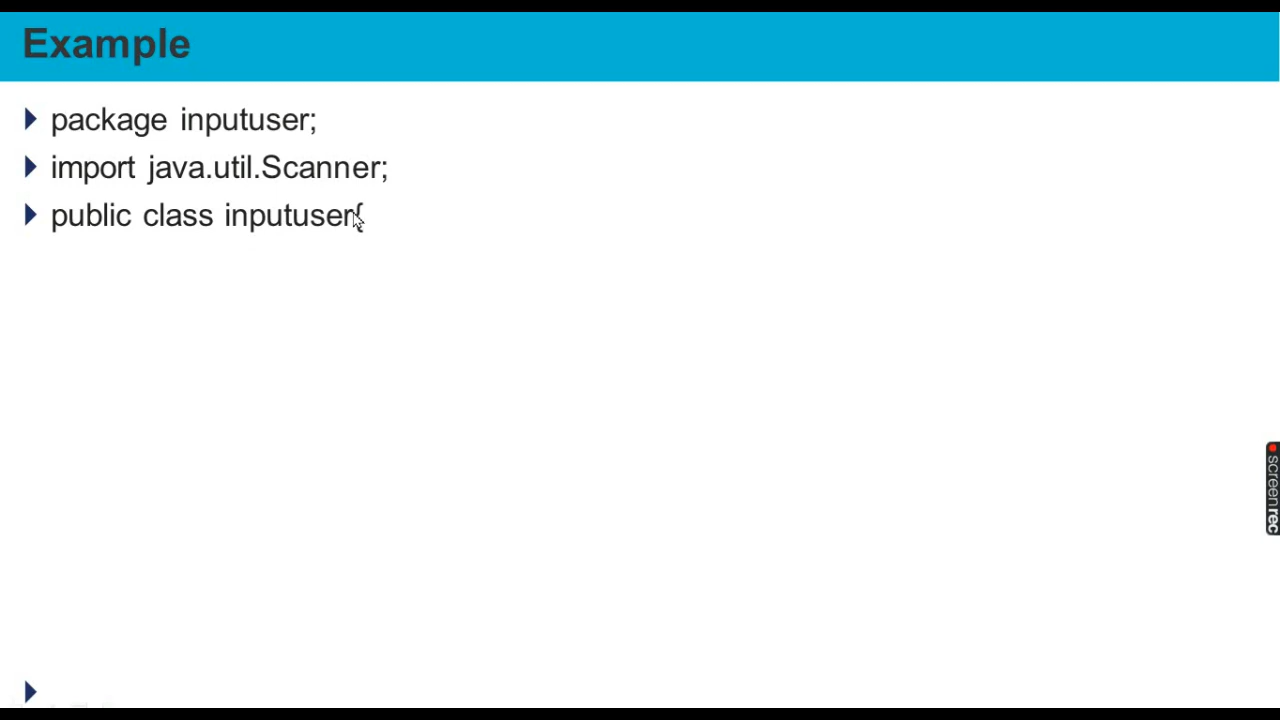 Example
package inputuser;
import java.util.Scanner;
public class inputuser{
screenrec